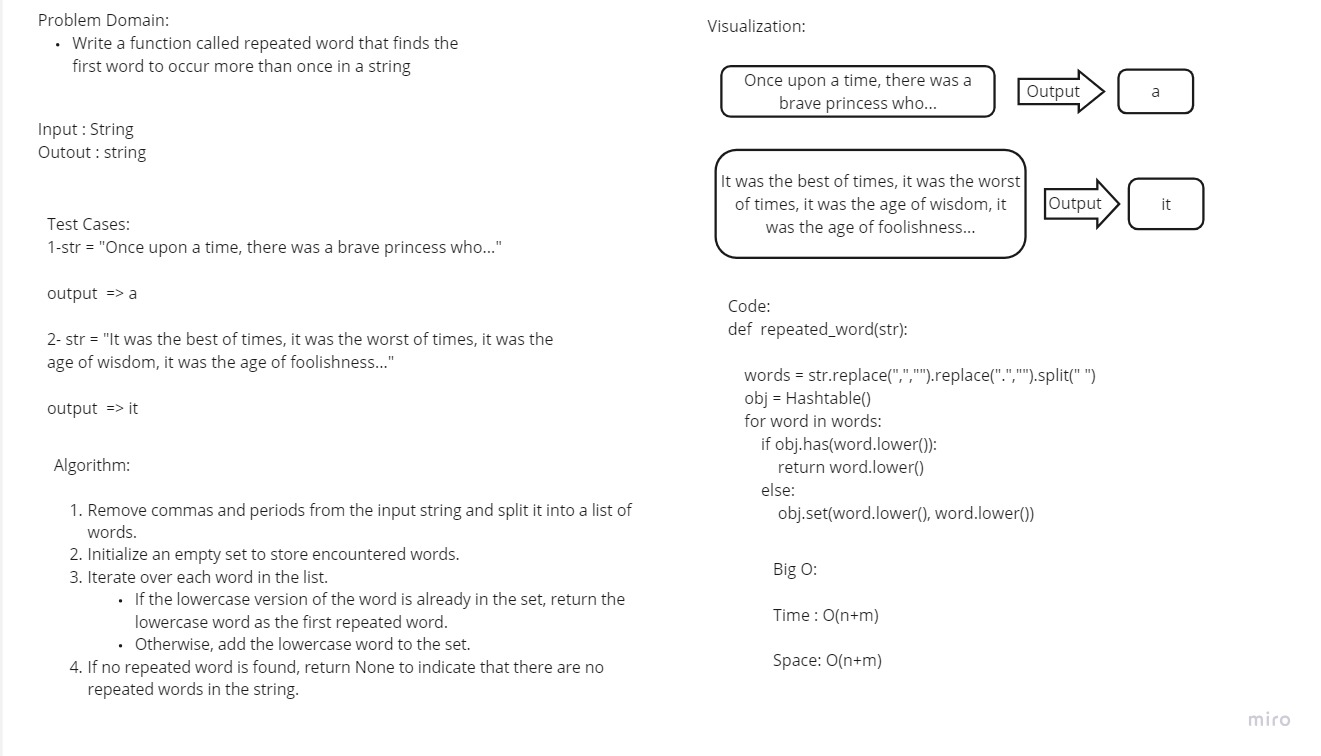 Problem Domain:
• Write a function called repeated word that finds the
first word to occur more than once in a string
Input : String
Outout : string
Test Cases:
1-str = "Once upon a time, there was a brave princess who..."
output  => a
2- str = "It was the best of times, it was the worst of times, it was the
age of wisdom, it was the age of foolishness..."
output  => it
Algorithm:
1. Remove commas and periods from the input string and split it into a list of
words.
2. Initialize an empty set to store encountered words.
3. Iterate over each word in the list.
• If the lowercase version of the word is already in the set, return the
lowercase word as the first repeated word.
• Otherwise, add the lowercase word to the set.
4. If no repeated word is found, return None to indicate that there are no
repeated words in the string.
Visualization:
Once upon a time, there was a
brave princess who...
Output
a
It was the best of times, it was the worst
of times, it was the age of wisdom, it
was the age of foolishness...
Output
it
Code:
def  repeated_word(str):
words = str.replace(",","").replace(".","").split(" ")
obj = Hashtable()
for word in words:
if obj.has(word.lower()):
return word.lower()
else:
obj.set(word.lower(), word.lower())
Big O:
Time : O(n+m)
Space: O(n+m)
miro